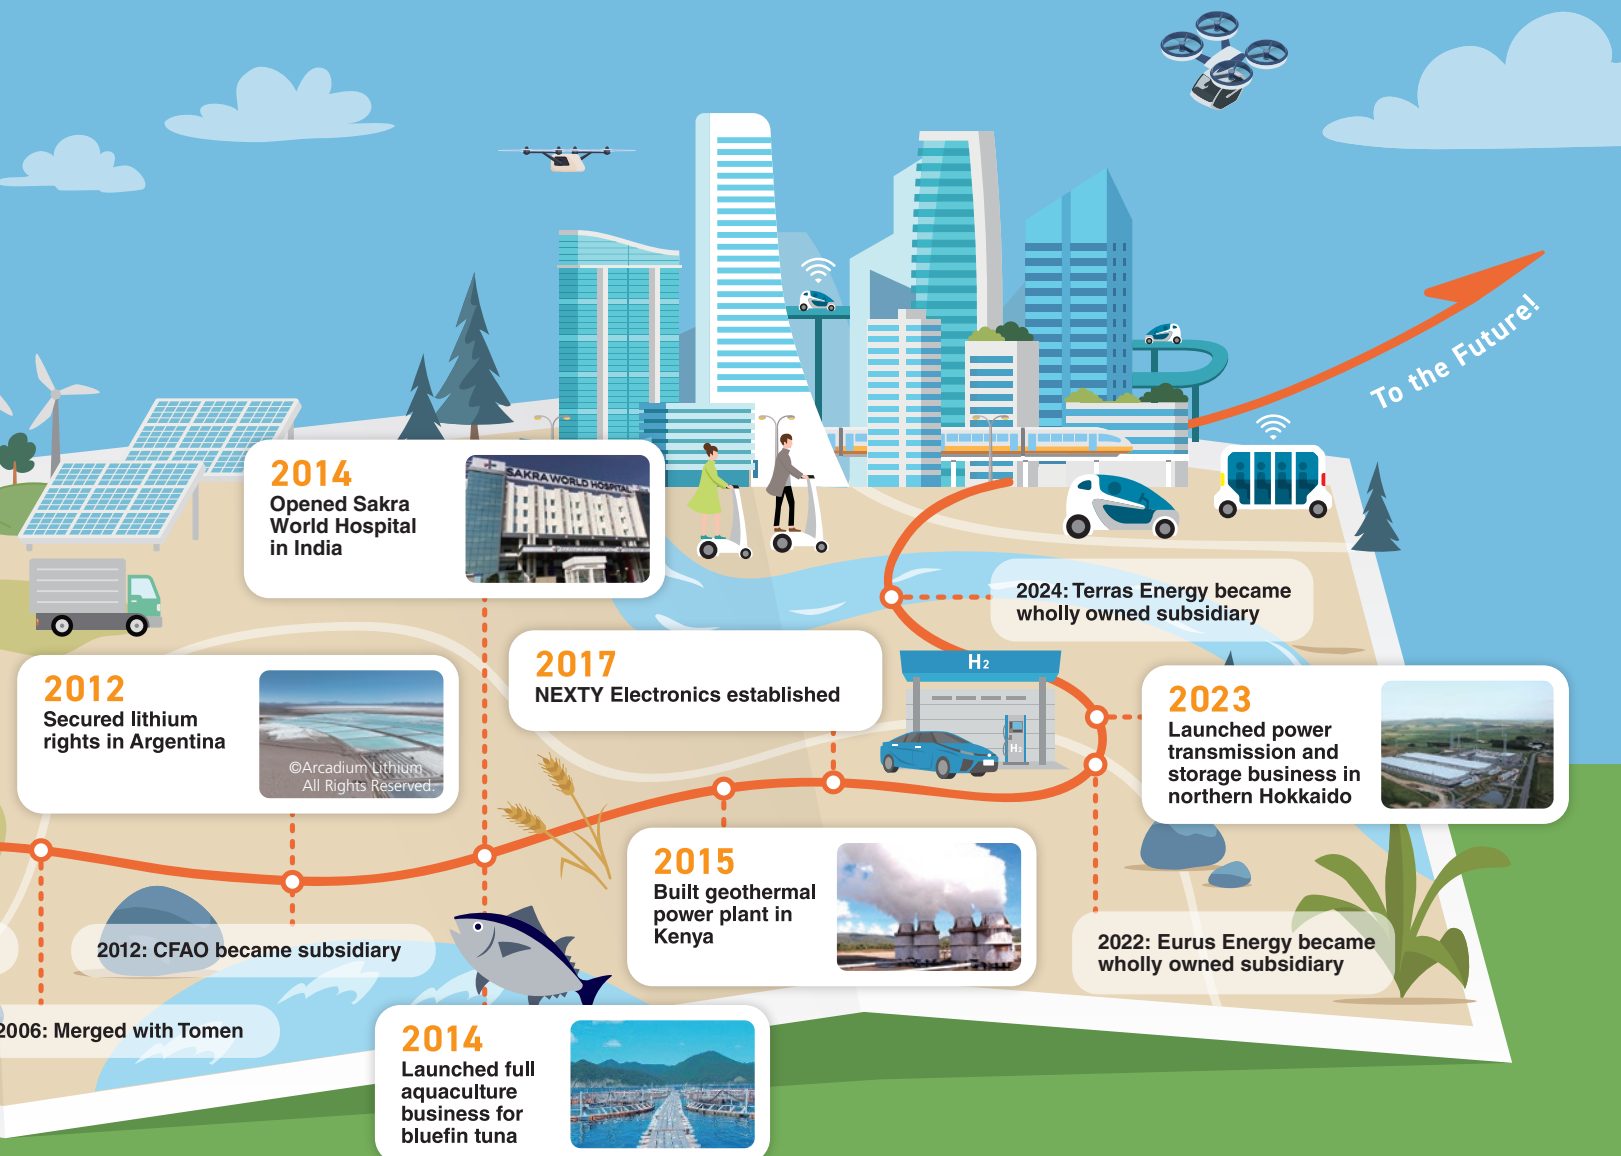 To the Future!
2014
Opened Sakra
World Hospital
in India
SAKRA WORLD HOSPITAL
2024: Terras Energy became
wholly owned subsidiary
2017
NEXTY Electronics established
H2
H2
2012
Secured lithium
rights in Argentina
©Arcadium Lithium
All Rights Reserved.
2023
Launched power
transmission and
storage business in
northern Hokkaido
2015
Built geothermal
power plant in
Kenya
2012: CFAO became subsidiary
2022: Eurus Energy became
wholly owned subsidiary
2006: Merged with Tomen
2014
Launched full
aquaculture
business for
bluefin tuna